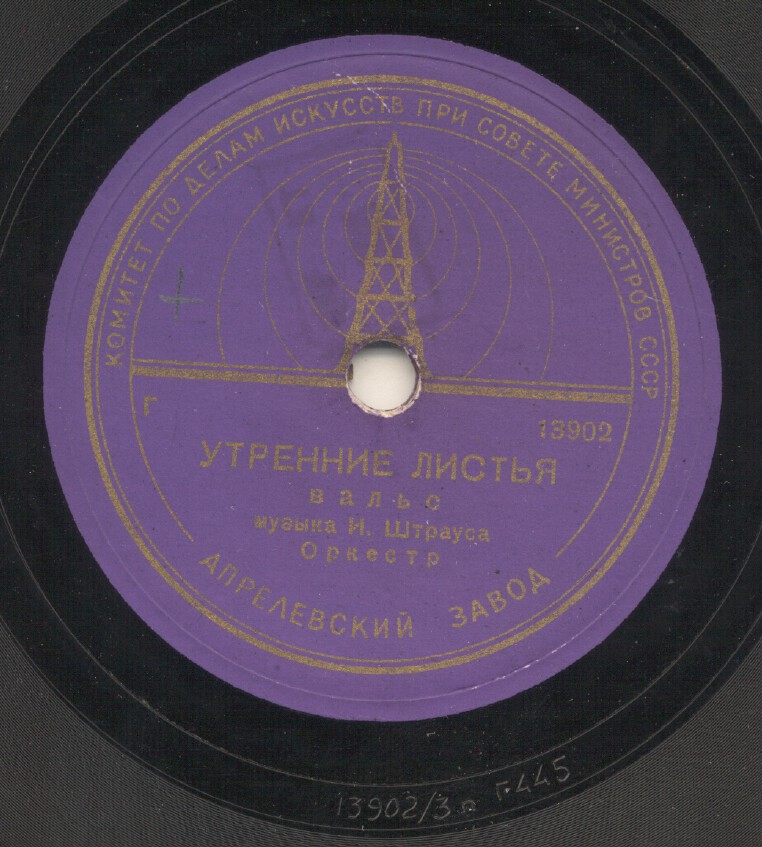 КОМИТЕТ ПО ДЕЛАМ ИСКУССТВ ПРИ СОВЕТЕ МИНИСТРОВ СССР
Г
13902
УТРЕННИЕ ЛИСТЬЯ
вальс
музыка И. Штрауса
Оркестр
АПРЕЛЕВСКИЙ ЗАВОД
13902/3 Г-445